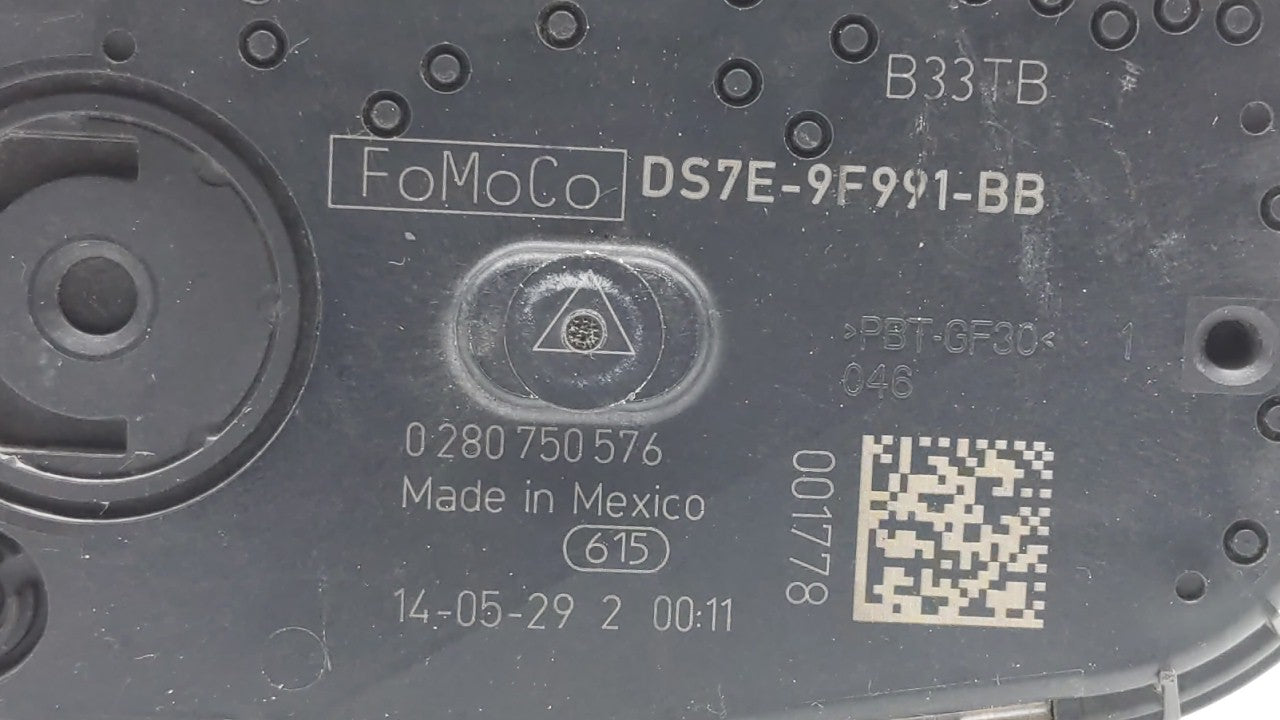 B33TB
FoMoCo DS7E-9F991-BB
>PBT-GF30< 1
046
0 280 750 576
Made in Mexico
615
14-05-29 2 00:11
001778